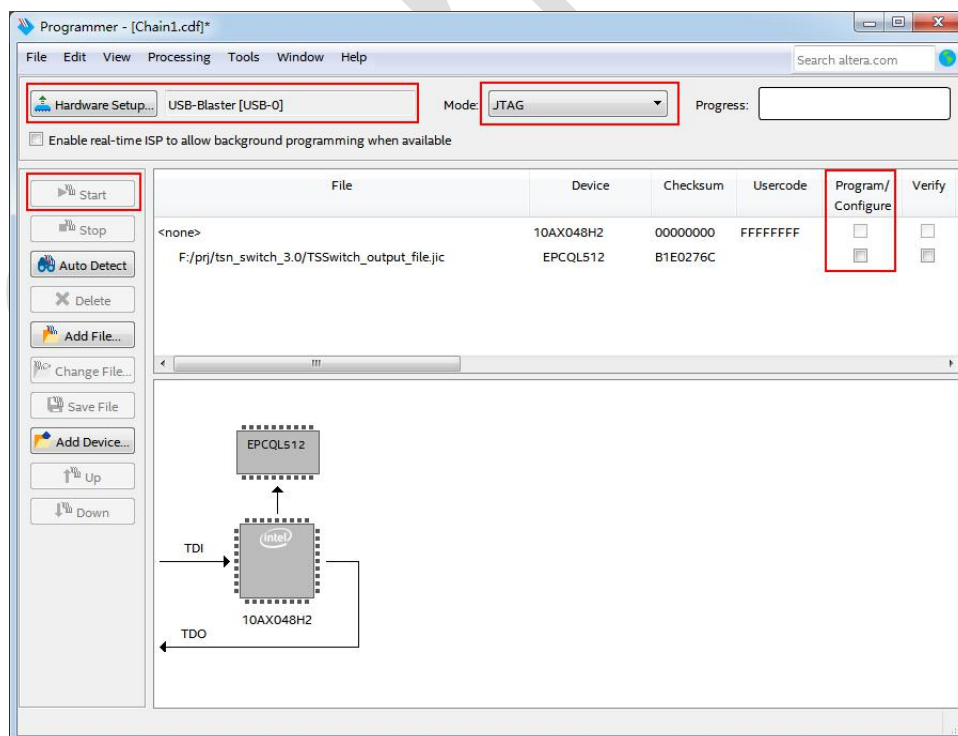 Programmer - [Chain1.cdf]*
File Edit View Processing Tools Window Help
Search altera.com
Hardware Setup... USB-Blaster [USB-0] Mode: JTAG Progress:
Enable real-time ISP to allow background programming when available
Start
Stop
Auto Detect
Delete
Add File...
Change File...
Save File
Add Device...
Up
Down
File Device Checksum Usercode Program/ Configure Verify
<none> 10AX048H2 00000000 FFFFFFFF
F:/prj/tsn_switch_3.0/TSSwitch_output_file.jic EPCQL512 B1E0276C
EPCQL512
TDI
(intel)
10AX048H2
TDO